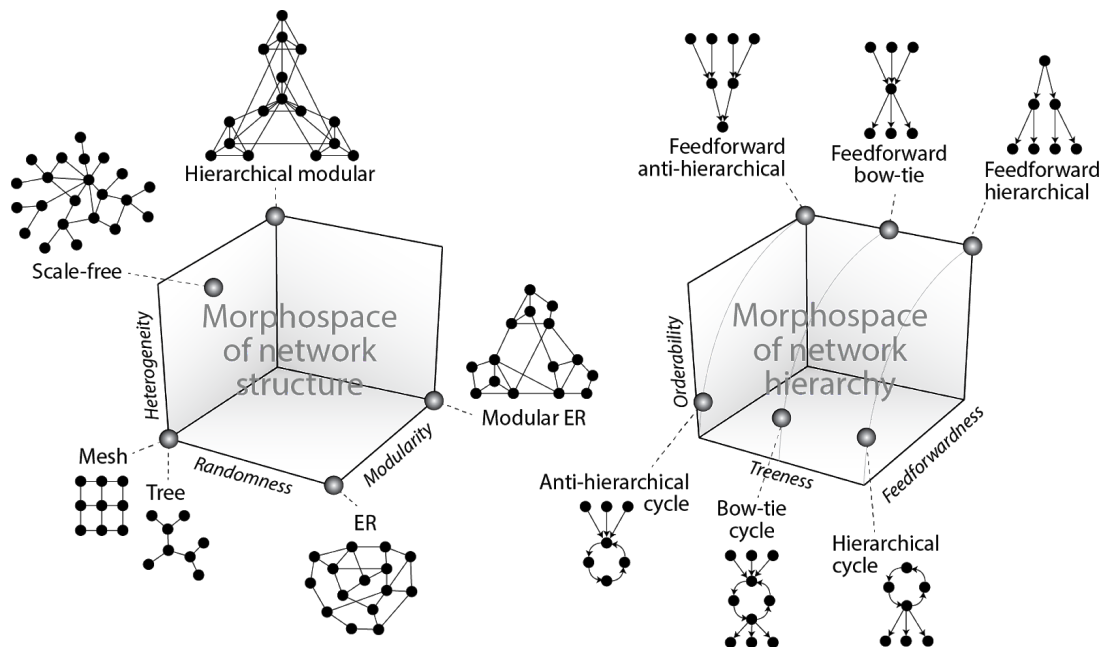 Hierarchical modular
Scale-free
Heterogeneity
Morphospace
of network
structure
Modular ER
Modularity
Randomness
Mesh
Tree
ER
Feedforward
anti-hierarchical
Feedforward
bow-tie
Feedforward
hierarchical
Orderability
Morphospace
of network
hierarchy
Treeness
Feedforwardness
Anti-hierarchical
cycle
Bow-tie
cycle
Hierarchical
cycle